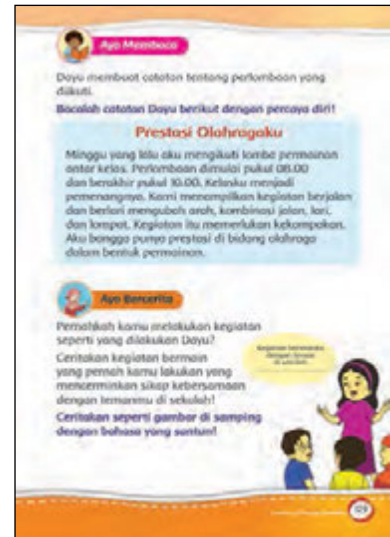 Ayo Membaca
Dayu membuat catatan tentang perlombaan yang
diikuti.
Bacalah catatan Dayu berikut dengan percaya diri!
Prestasi Olahragaku
Minggu yang lalu aku mengikuti lomba permainan
antar kelas. Perlombaan dimulai pukul 08.00
dan berakhir pukul 10.00. Kelasku menjadi
pemenangnya. Kami menampilkan kegiatan berjalan
dan berlari mengubah arah, kombinasi jalan, lari,
dan lompat. Kegiatan itu memerlukan kekompakan.
Aku bangga punya prestasi di bidang olahraga
dalam bentuk permainan.
Ayo Bercerita
Pernahkah kamu melakukan kegiatan
seperti yang dilakukan Dayu?
Ceritakan kegiatan bermain
yang pernah kamu lakukan yang
mencerminkan sikap kebersamaan
dengan temanmu di sekolah!
Ceritakan seperti gambar di samping
dengan bahasa yang santun!